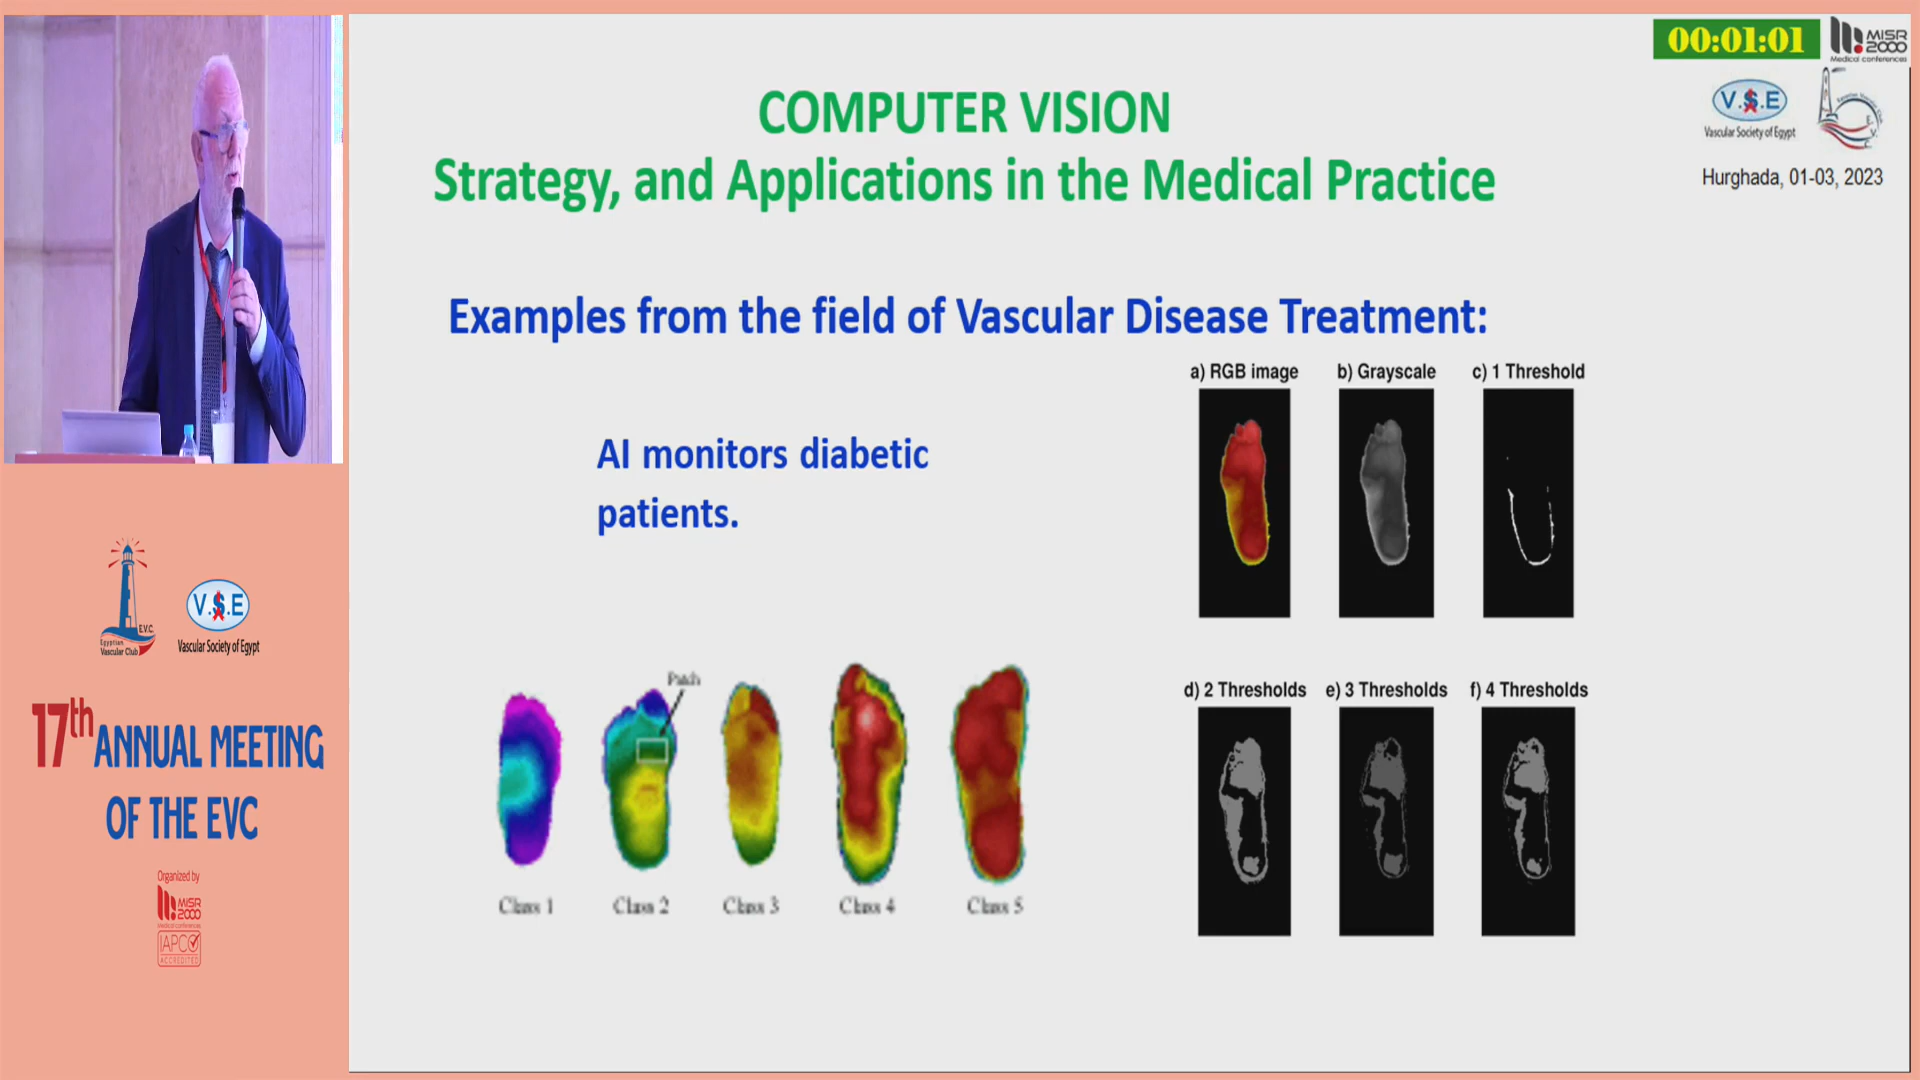 00:01:01
MISR
2000
Medical conferences
V.S.E
Vascular Society of Egypt
Hurghada, 01-03, 2023
COMPUTER VISION
Strategy, and Applications in the Medical Practice
Examples from the field of Vascular Disease Treatment:
AI monitors diabetic
patients.
a) RGB image
b) Grayscale
c) 1 Threshold
d) 2 Thresholds
e) 3 Thresholds
f) 4 Thresholds
Patch
Class 1
Class 2
Class 3
Class 4
Class 5
E.V.C.
Egyptian
Vascular Club
V.S.E
Vascular Society of Egypt
17th
ANNUAL MEETING
OF THE EVC
Organized by
MISR
2000
Medical conferences
IAPCO
ACCREDITED